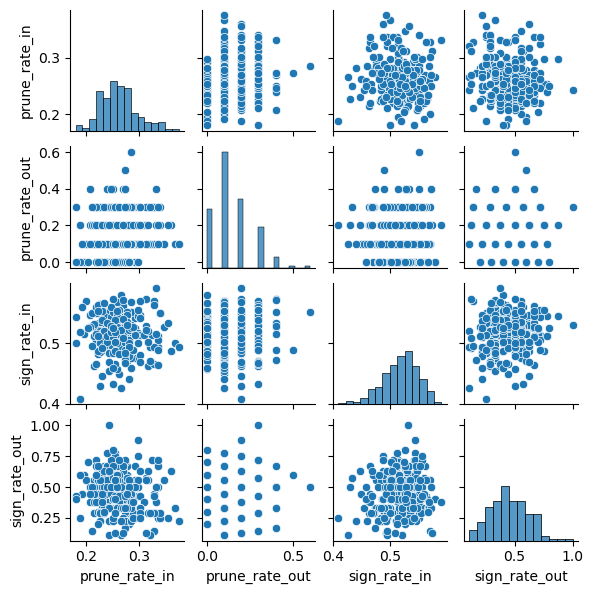 prune_rate_in
0.3
0.2
prune_rate_out
0.6
0.4
0.2
0.0
sign_rate_in
0.5
0.4
sign_rate_out
1.00
0.75
0.50
0.25
0.2 0.3 0.0 0.5 0.4 0.5 0.5 1.0
prune_rate_in prune_rate_out sign_rate_in sign_rate_out